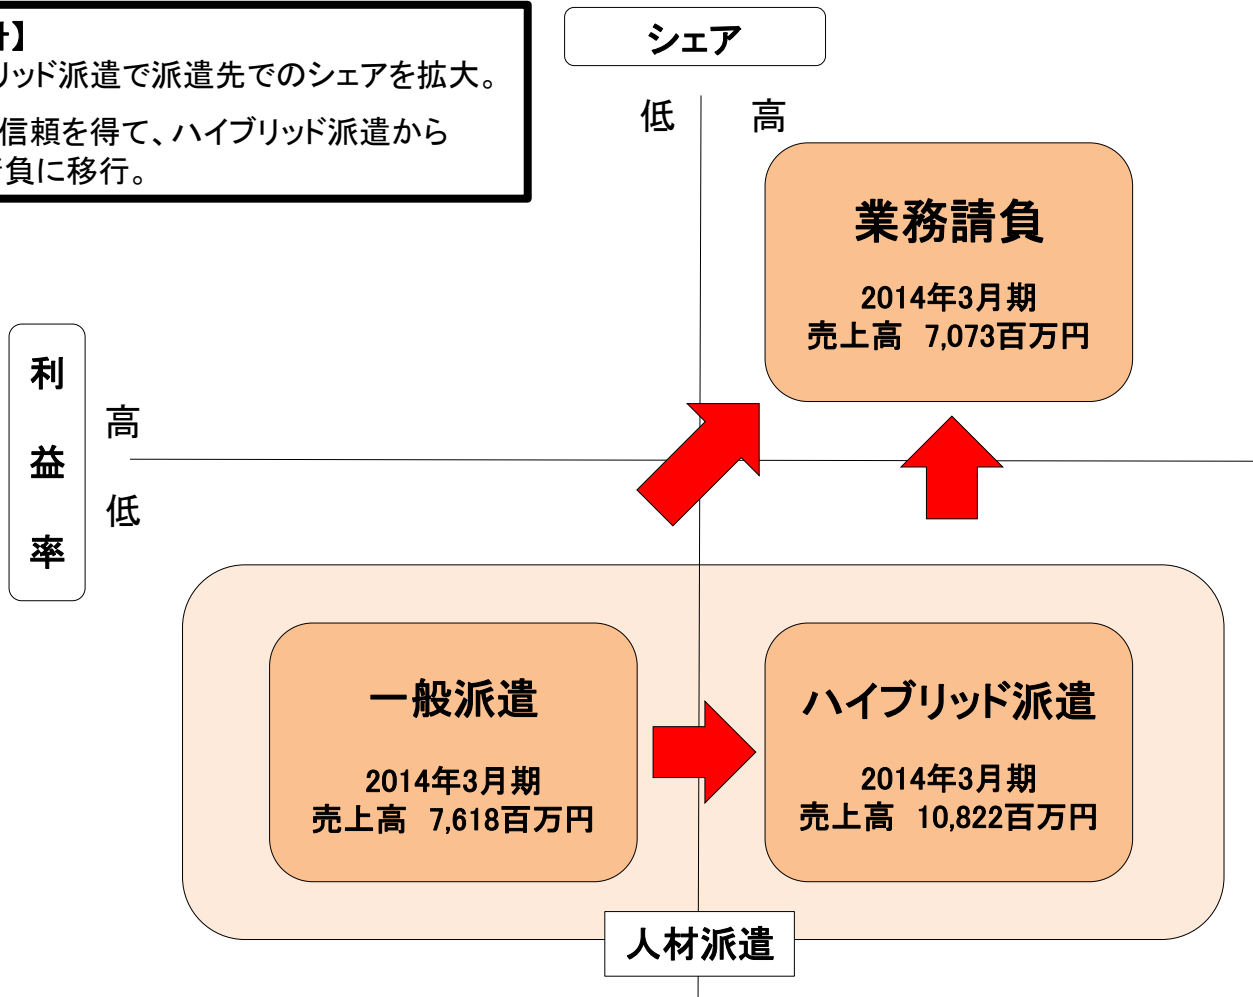 】
リッド派遣で派遣先でのシェアを拡大。
信頼を得て、ハイブリッド派遣から
負に移行。
シェア
低 高
業務請負
2014年3月期
売上高 7,073百万円
利
益
率
高
低
一般派遣
2014年3月期
売上高 7,618百万円
ハイブリッド派遣
2014年3月期
売上高 10,822百万円
人材派遣